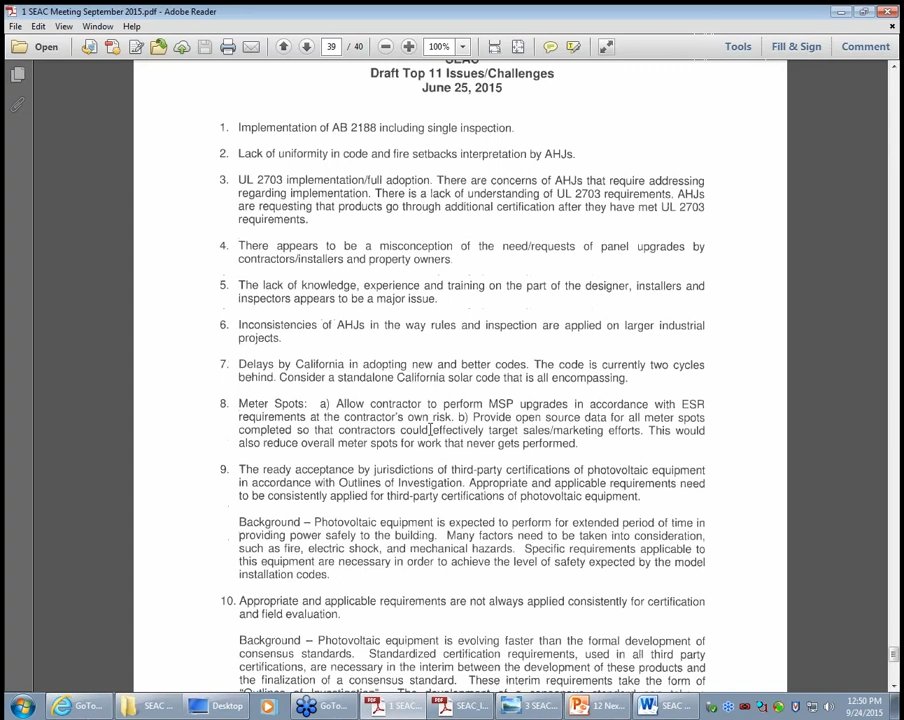 1 SEAC Meeting September 2015.pdf - Adobe Reader
File Edit View Window Help
Open 39 / 40 100% Tools Fill & Sign Comment
SEAC
Draft Top 11 Issues/Challenges
June 25, 2015
1. Implementation of AB 2188 including single inspection.
2. Lack of uniformity in code and fire setbacks interpretation by AHJs.
3. UL 2703 implementation/full adoption. There are concerns of AHJs that require addressing
regarding implementation. There is a lack of understanding of UL 2703 requirements. AHJs
are requesting that products go through additional certification after they have met UL 2703
requirements.
4. There appears to be a misconception of the need/requests of panel upgrades by
contractors/installers and property owners.
5. The lack of knowledge, experience and training on the part of the designer, installers and
inspectors appears to be a major issue.
6. Inconsistencies of AHJs in the way rules and inspection are applied on larger industrial
projects.
7. Delays by California in adopting new and better codes. The code is currently two cycles
behind. Consider a standalone California solar code that is all encompassing.
8. Meter Spots: a) Allow contractor to perform MSP upgrades in accordance with ESR
requirements at the contractor's own risk. b) Provide open source data for all meter spots
completed so that contractors could effectively target sales/marketing efforts. This would
also reduce overall meter spots for work that never gets performed.
9. The ready acceptance by jurisdictions of third-party certifications of photovoltaic equipment
in accordance with Outlines of Investigation. Appropriate and applicable requirements need
to be consistently applied for third-party certifications of photovoltaic equipment.
Background – Photovoltaic equipment is expected to perform for extended period of time in
providing power safely to the building. Many factors need to be taken into consideration,
such as fire, electric shock, and mechanical hazards. Specific requirements applicable to
this equipment are necessary in order to achieve the level of safety expected by the model
installation codes.
10. Appropriate and applicable requirements are not always applied consistently for certification
and field evaluation.
Background – Photovoltaic equipment is evolving faster than the formal development of
consensus standards. Standardized certification requirements, used in all third party
certifications, are necessary in the interim between the development of these products and
the finalization of a consensus standard. These interim requirements take the form of
GoTo... SEAC ... Desktop GoTo... 1 SEAC... SEAC_I... 3 SEAC... 12 Nex... SEAC ...
12:50 PM
9/24/2015